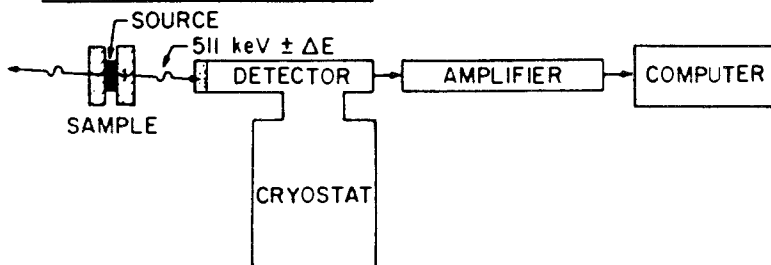 SOURCE
511 keV ± ΔE
DETECTOR
AMPLIFIER
COMPUTER
SAMPLE
CRYOSTAT